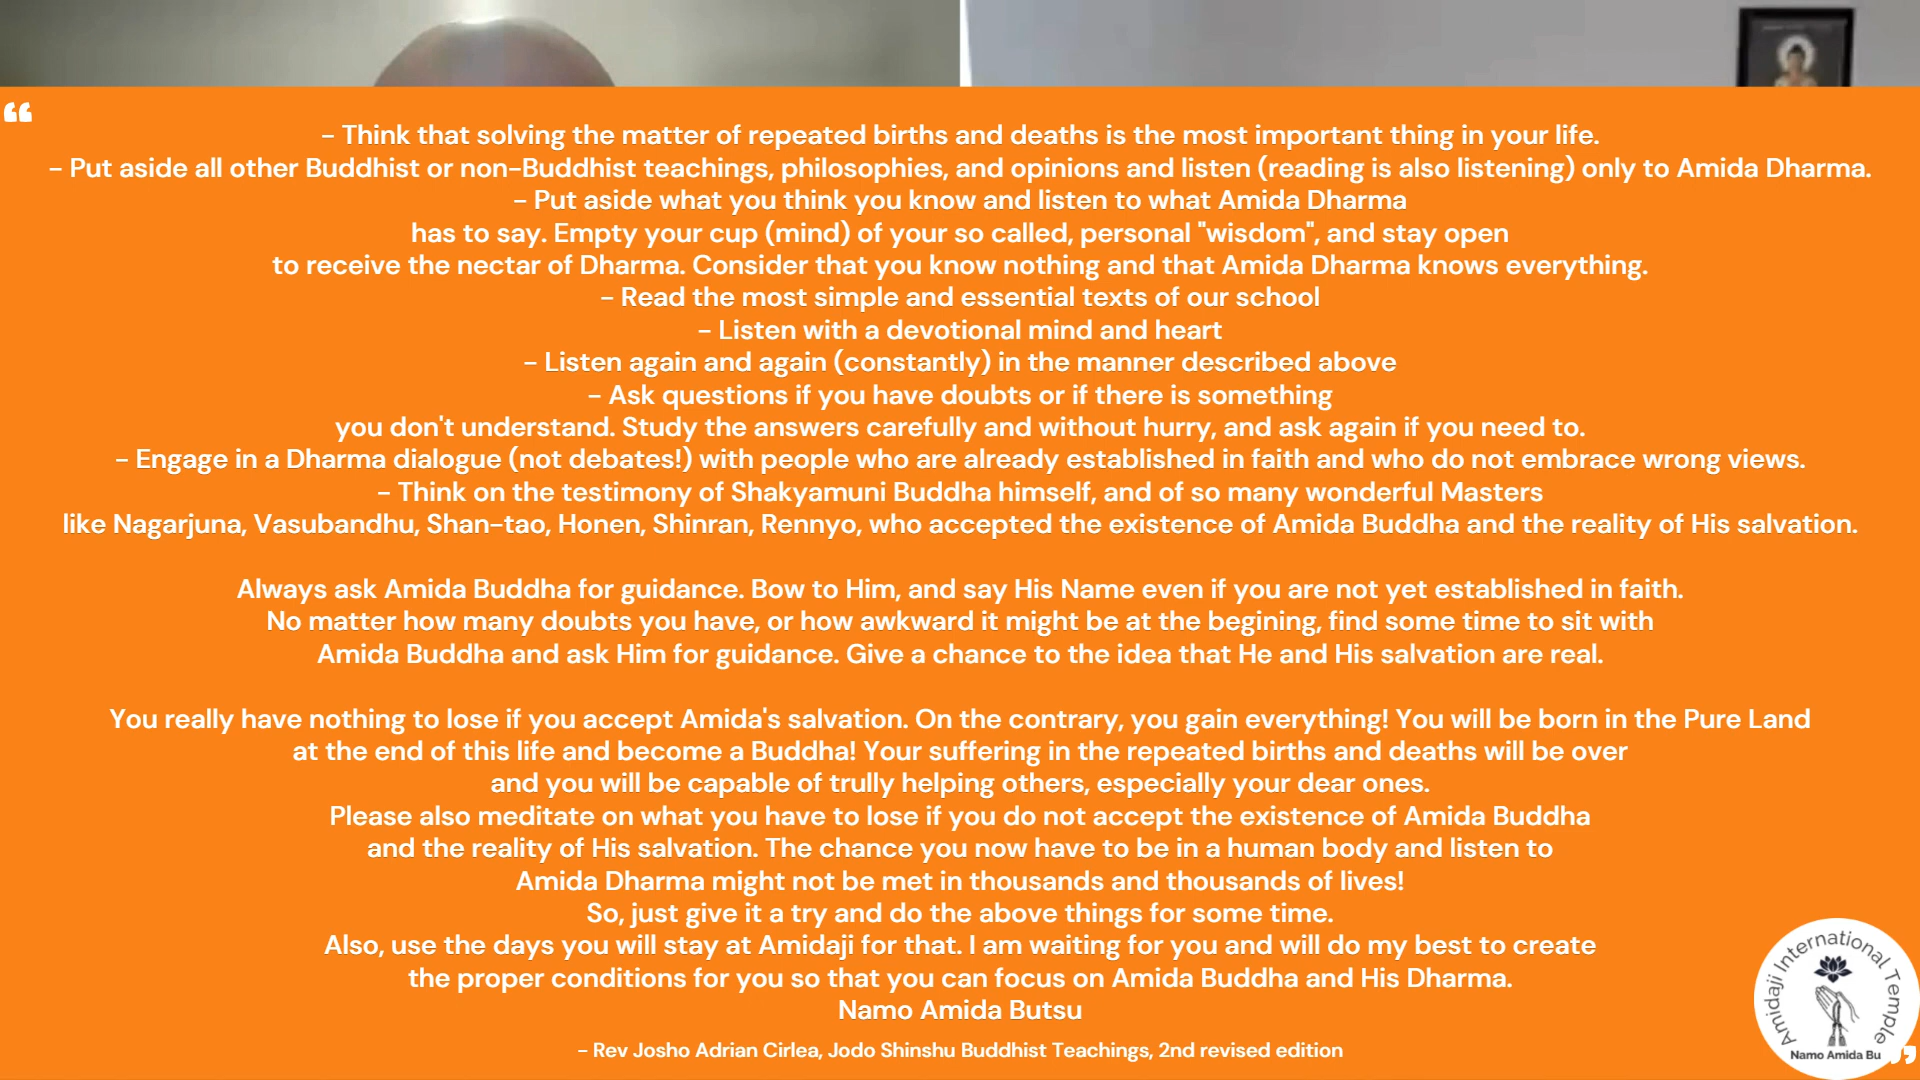 “
- Think that solving the matter of repeated births and deaths is the most important thing in your life.
- Put aside all other Buddhist or non-Buddhist teachings, philosophies, and opinions and listen (reading is also listening) only to Amida Dharma.
- Put aside what you think you know and listen to what Amida Dharma
has to say. Empty your cup (mind) of your so called, personal "wisdom", and stay open
to receive the nectar of Dharma. Consider that you know nothing and that Amida Dharma knows everything.
- Read the most simple and essential texts of our school
- Listen with a devotional mind and heart
- Listen again and again (constantly) in the manner described above
- Ask questions if you have doubts or if there is something
you don't understand. Study the answers carefully and without hurry, and ask again if you need to.
- Engage in a Dharma dialogue (not debates!) with people who are already established in faith and who do not embrace wrong views.
- Think on the testimony of Shakyamuni Buddha himself, and of so many wonderful Masters
like Nagarjuna, Vasubandhu, Shan-tao, Honen, Shinran, Rennyo, who accepted the existence of Amida Buddha and the reality of His salvation.
Always ask Amida Buddha for guidance. Bow to Him, and say His Name even if you are not yet established in faith.
No matter how many doubts you have, or how awkward it might be at the begining, find some time to sit with
Amida Buddha and ask Him for guidance. Give a chance to the idea that He and His salvation are real.
You really have nothing to lose if you accept Amida's salvation. On the contrary, you gain everything! You will be born in the Pure Land
at the end of this life and become a Buddha! Your suffering in the repeated births and deaths will be over
and you will be capable of trully helping others, especially your dear ones.
Please also meditate on what you have to lose if you do not accept the existence of Amida Buddha
and the reality of His salvation. The chance you now have to be in a human body and listen to
Amida Dharma might not be met in thousands and thousands of lives!
So, just give it a try and do the above things for some time.
Also, use the days you will stay at Amidaji for that. I am waiting for you and will do my best to create
the proper conditions for you so that you can focus on Amida Buddha and His Dharma.
Namo Amida Butsu
- Rev Josho Adrian Cirlea, Jodo Shinshu Buddhist Teachings, 2nd revised edition
Amidaji International Temple
Namo Amida Bu
”